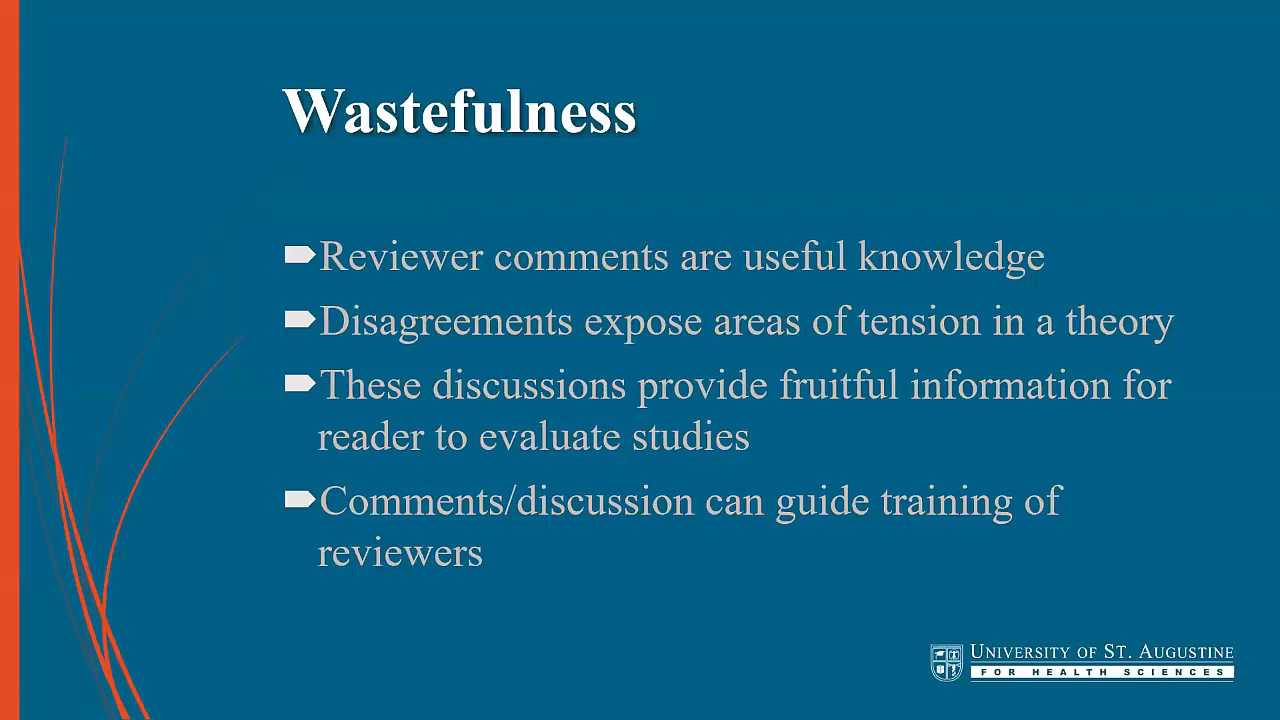 Wastefulness
Reviewer comments are useful knowledge
Disagreements expose areas of tension in a theory
These discussions provide fruitful information for
reader to evaluate studies
Comments/discussion can guide training of
reviewers
UNIVERSITY OF ST. AUGUSTINE
FOR HEALTH SCIENCES